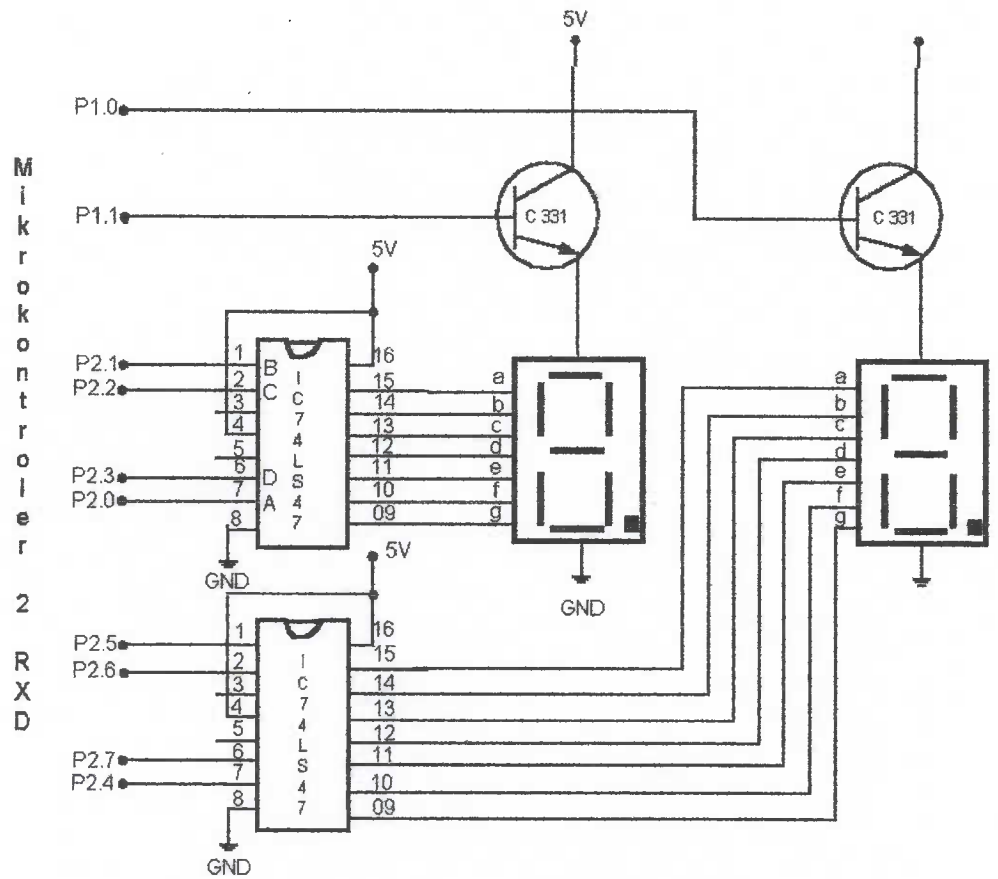 5V
P1.0
P1.1
C 331
C 331
Mikrokontroler 2 RXD
5V
P2.1
P2.2
P2.3
P2.0
1
2
3
4
5
6
7
8
B
C
D
A
IC74LS47
16
15
14
13
12
11
10
09
a
b
c
d
e
f
g
a
b
c
d
e
f
g
GND
GND
5V
P2.5
P2.6
P2.7
P2.4
1
2
3
4
5
6
7
8
IC74LS47
16
15
14
13
12
11
10
09
GND